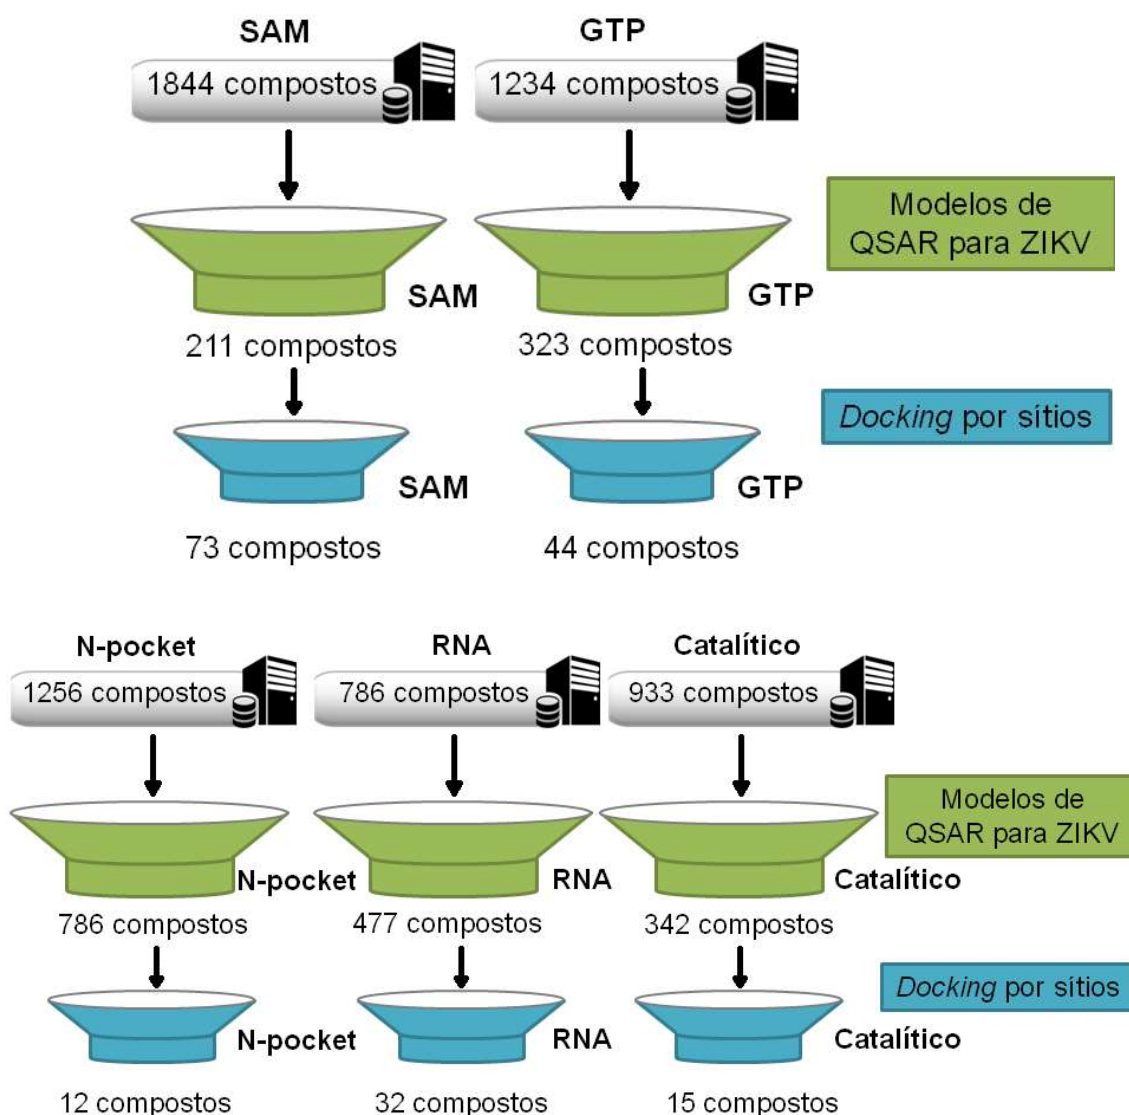 SAM
GTP
1844 compostos
1234 compostos
Modelos de
QSAR para ZIKV
SAM
GTP
211 compostos
323 compostos
Docking por sítios
SAM
GTP
73 compostos
44 compostos
N-pocket
RNA
Catalítico
1256 compostos
786 compostos
933 compostos
Modelos de
QSAR para ZIKV
N-pocket
RNA
Catalítico
786 compostos
477 compostos
342 compostos
Docking por sítios
N-pocket
RNA
Catalítico
12 compostos
32 compostos
15 compostos